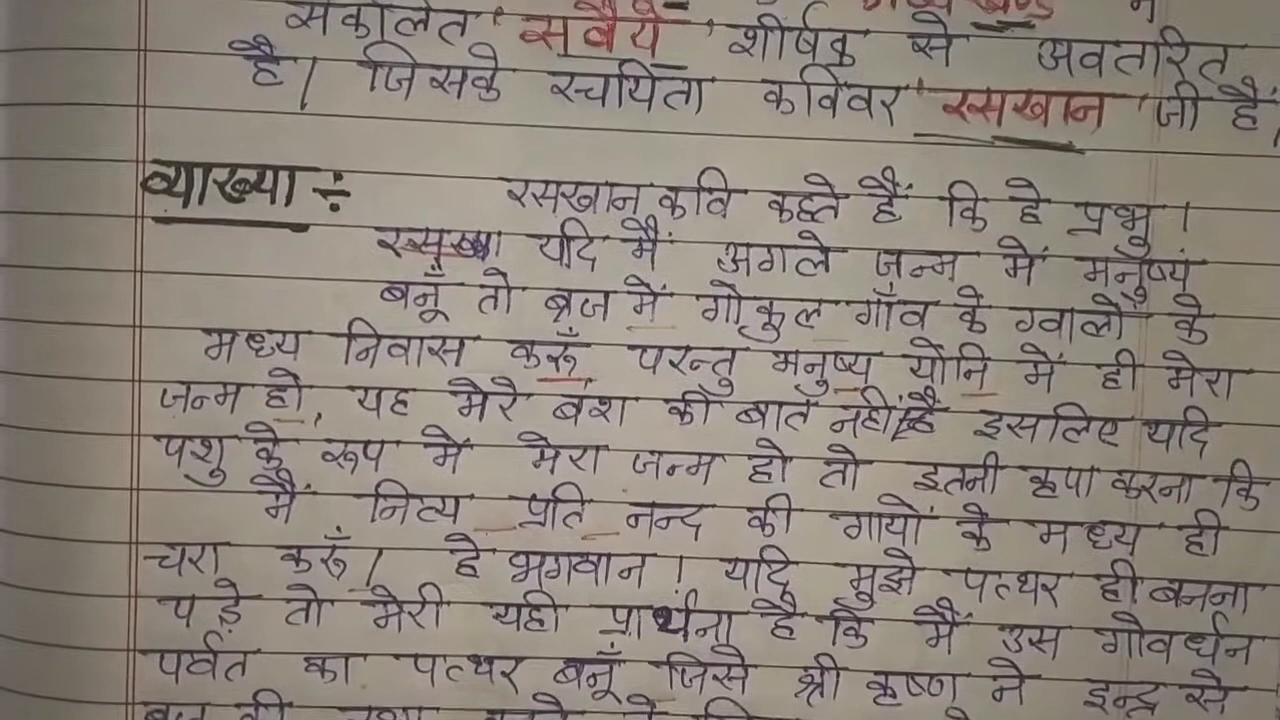 संकलित 'सवैये' शीर्षक से अवतरित
है। जिसके रचयिता कविवर रसखान जी हैं,
व्याख्या ÷ रसखान कवि कहते हैं कि हे प्रभु।
यदि मैं अगले जन्म में मनुष्य
बनूँ तो ब्रज में गोकुल गाँव के ग्वालों के
मध्य निवास करूँ परन्तु मनुष्य योनि में ही मेरा
जन्म हो, यह मेरे बंश की बात नहीं है इसलिए यदि
पशु के रूप में मेरा जन्म हो तो इतनी कृपा करना कि
मैं नित्य प्रति नन्द की गायों के मध्य ही
चरा करूँ। हे भगवान! यदि मुझे पत्थर ही बनना
पड़े तो मेरी यही प्रार्थना है कि मैं उस गोवर्धन
पर्वत का पत्थर बनूँ जिसे श्री कृष्ण ने इन्द्र से